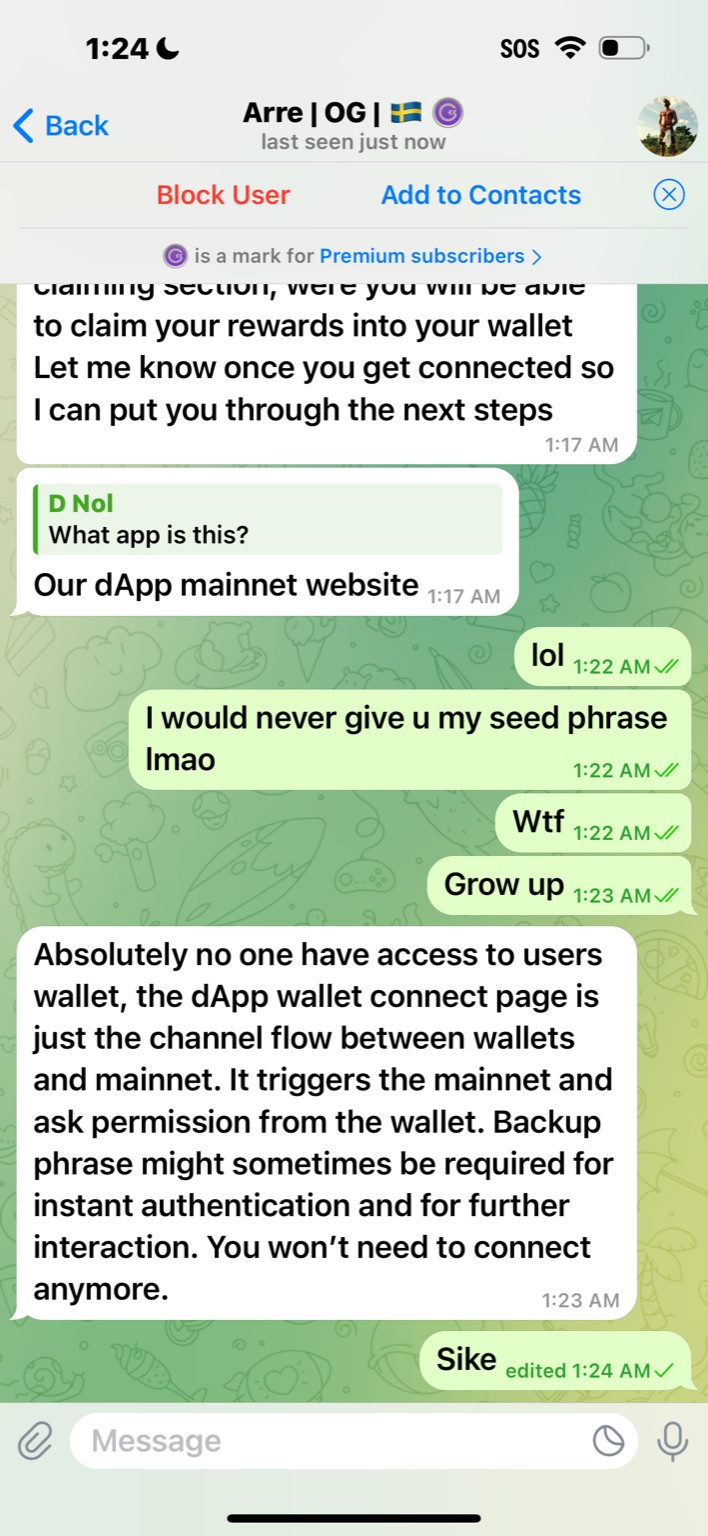 1:24
SOS
Back
Arre | OG | 🇸🇪
last seen just now
Block User
Add to Contacts
is a mark for Premium subscribers >
claiming section, were you will be able
to claim your rewards into your wallet
Let me know once you get connected so
I can put you through the next steps
1:17 AM
D Nol
What app is this?
Our dApp mainnet website 1:17 AM
lol 1:22 AM
I would never give u my seed phrase
lmao 1:22 AM
Wtf 1:22 AM
Grow up 1:23 AM
Absolutely no one have access to users
wallet, the dApp wallet connect page is
just the channel flow between wallets
and mainnet. It triggers the mainnet and
ask permission from the wallet. Backup
phrase might sometimes be required for
instant authentication and for further
interaction. You won't need to connect
anymore.
1:23 AM
Sike edited 1:24 AM
Message